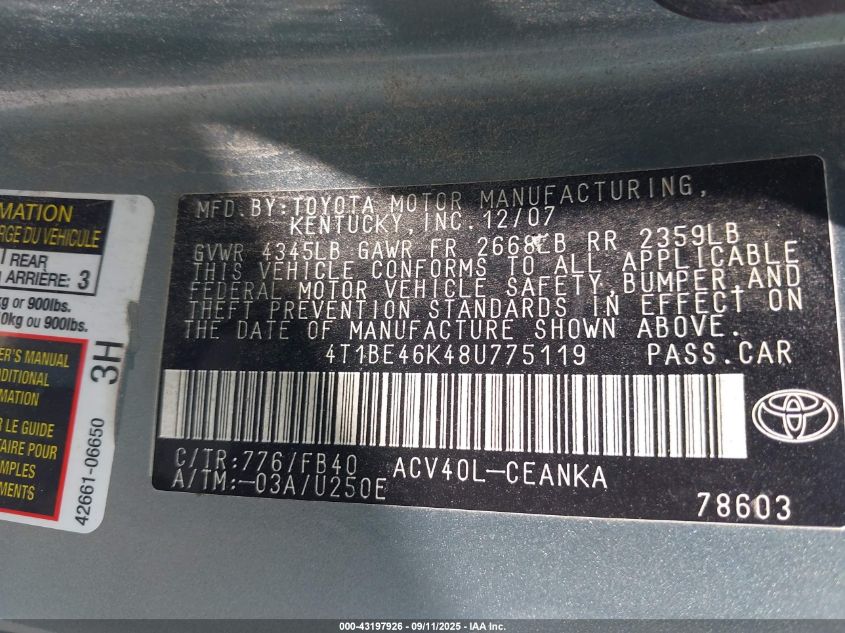 MFD.BY:TOYOTA MOTOR MANUFACTURING,
KENTUCKY, INC. 12/07
GVWR 4345LB GAWR FR 2668LB RR 2359LB
THIS VEHICLE CONFORMS TO ALL APPLICABLE
FEDERAL MOTOR VEHICLE SAFETY,BUMPER,AND
THEFT PREVENTION STANDARDS IN EFFECT ON
THE DATE OF MANUFACTURE SHOWN ABOVE.
4T1BE46K48U775119 PASS.CAR
C/TR:776/FB40 ACV40L-CEANKA
A/TM:-03A/U250E
78603
MATION
RGE DU VÉHICULE
REAR
ARRIÈRE: 3
kg or 900lbs.
0kg ou 900lbs.
R'S MANUAL
DITIONAL
MATION
R LE GUIDE
TAIRE POUR
MPLES
EMENTS
3H
42661-06650
000-43197926 - 09/11/2025 - IAA Inc.